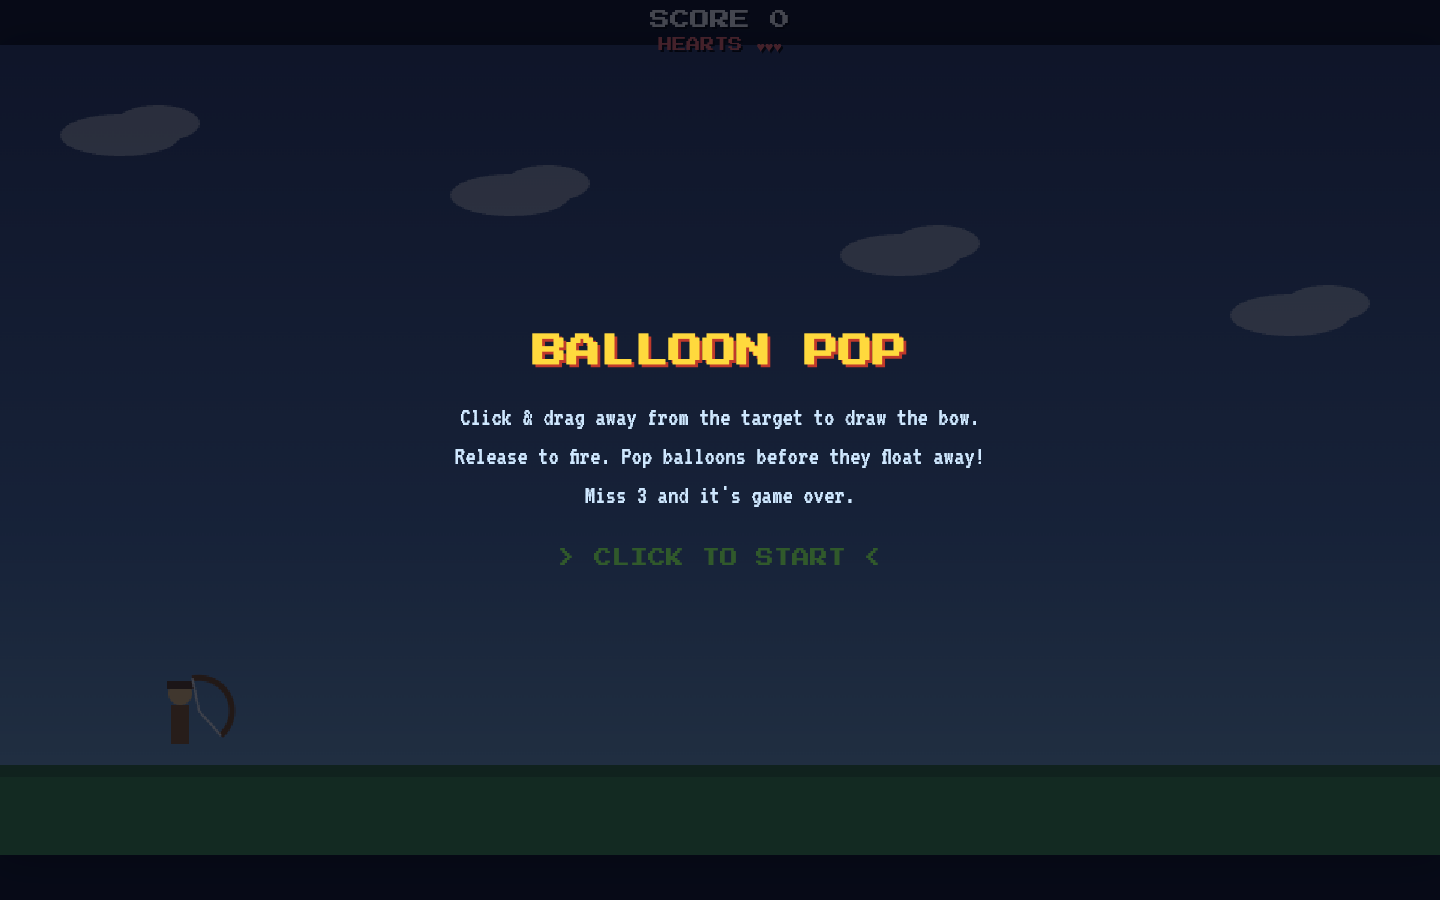 SCORE 0
HEARTS ♥♥♥
BALLOON POP
Click & drag away from the target to draw the bow.
Release to fire. Pop balloons before they float away!
Miss 3 and it's game over.
> CLICK TO START <